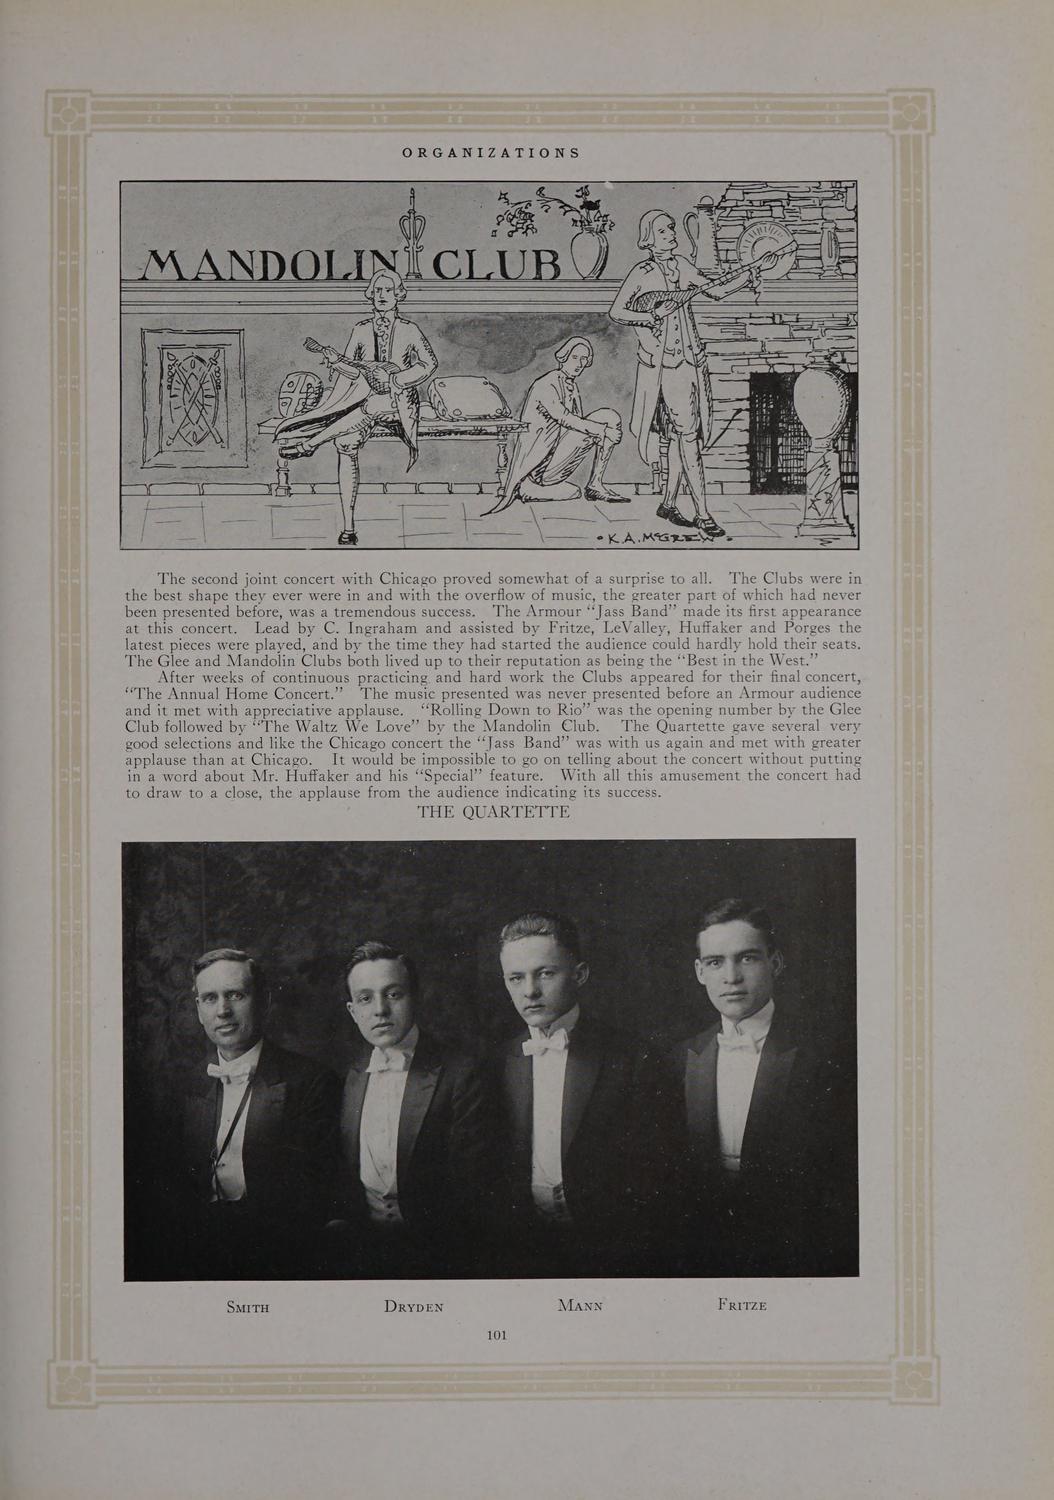 ORGANIZATIONS
MANDOLIN CLUB
• K. A. McGREW •
The second joint concert with Chicago proved somewhat of a surprise to all. The Clubs were in
the best shape they ever were in and with the overflow of music, the greater part of which had never
been presented before, was a tremendous success. The Armour “Jass Band” made its first appearance
at this concert. Lead by C. Ingraham and assisted by Fritze, LeValley, Huffaker and Porges the
latest pieces were played, and by the time they had started the audience could hardly hold their seats.
The Glee and Mandolin Clubs both lived up to their reputation as being the “Best in the West.”
After weeks of continuous practicing and hard work the Clubs appeared for their final concert,
“The Annual Home Concert.” The music presented was never presented before an Armour audience
and it met with appreciative applause. “Rolling Down to Rio” was the opening number by the Glee
Club followed by “The Waltz We Love” by the Mandolin Club. The Quartette gave several very
good selections and like the Chicago concert the “Jass Band” was with us again and met with greater
applause than at Chicago. It would be impossible to go on telling about the concert without putting
in a word about Mr. Huffaker and his “Special” feature. With all this amusement the concert had
to draw to a close, the applause from the audience indicating its success.
THE QUARTETTE
SMITH DRYDEN MANN FRITZE
101